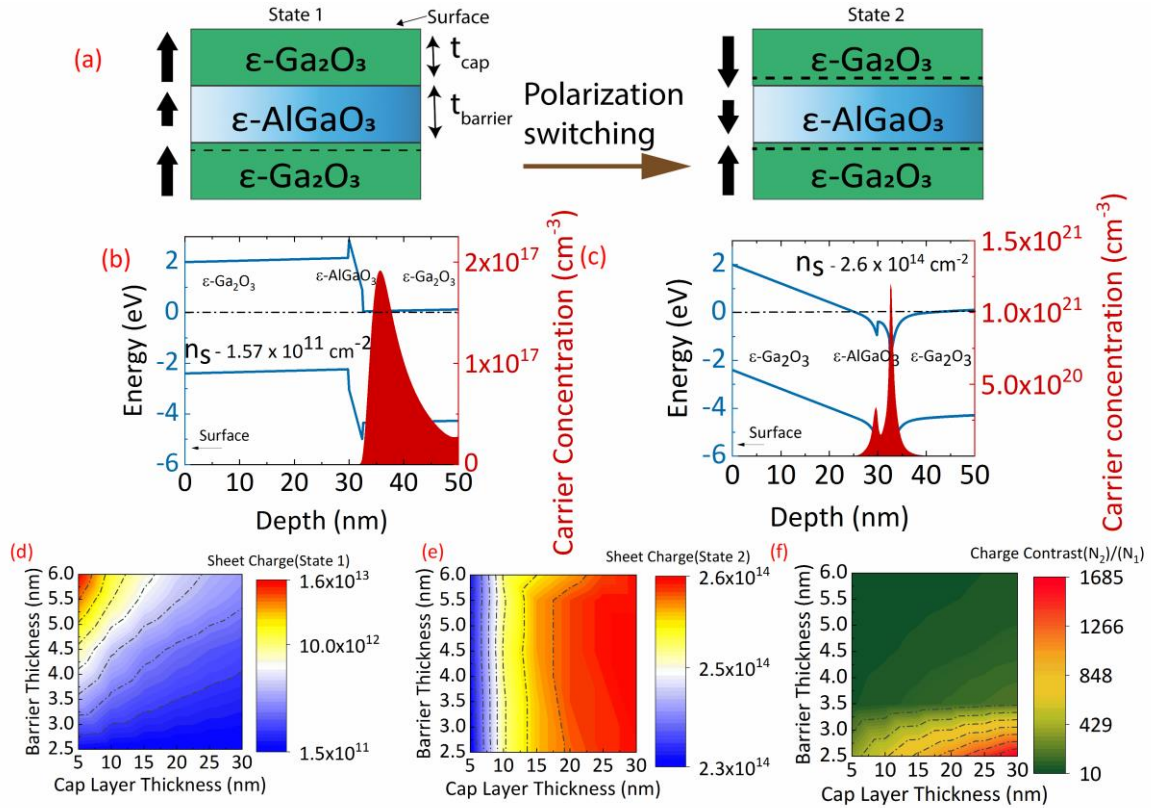 State 1
Surface
State 2
(a)
ε-Ga₂O₃
t_cap
ε-AlGaO₃
t_barrier
ε-Ga₂O₃
Polarization
switching
ε-Ga₂O₃
ε-AlGaO₃
ε-Ga₂O₃
(b)
Energy (eV)
2
0
-2
-4
-6
ε-Ga₂O₃
ε-AlGaO₃
ε-Ga₂O₃
n_S - 1.57 x 10¹¹ cm⁻²
Surface
0 10 20 30 40 50
Depth (nm)
2x10¹⁷
1x10¹⁷
0
Carrier Concentration (cm⁻³)
(c)
Energy (eV)
4
2
0
-2
-4
-6
n_S - 2.6 x 10¹⁴ cm⁻²
ε-Ga₂O₃
ε-AlGaO₃
ε-Ga₂O₃
Surface
0 10 20 30 40 50
Depth (nm)
1.5x10²¹
1.0x10²¹
5.0x10²⁰
Carrier concentration (cm⁻³)
(d)
Barrier Thickness (nm)
6.0
5.5
5.0
4.5
4.0
3.5
3.0
2.5
5 10 15 20 25 30
Cap Layer Thickness (nm)
Sheet Charge(State 1)
1.6x10¹³
10.0x10¹²
1.5x10¹¹
(e)
Barrier Thickness (nm)
6.0
5.5
5.0
4.5
4.0
3.5
3.0
2.5
5 10 15 20 25 30
Cap Layer Thickness (nm)
Sheet Charge(State 2)
2.6x10¹⁴
2.5x10¹⁴
2.3x10¹⁴
(f)
Barrier Thickness (nm)
6.0
5.5
5.0
4.5
4.0
3.5
3.0
2.5
5 10 15 20 25 30
Cap Layer Thickness (nm)
Charge Contrast(N₂)/(N₁)
1685
1266
848
429
10